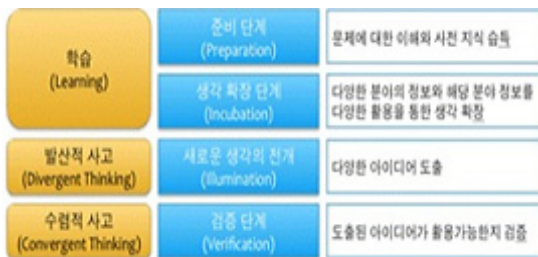 학습
(Learning)
준비 단계
(Preparation)
문제에 대한 이해와 사전 지식 습득
생각 확장 단계
(Incubation)
다양한 분야의 정보와 해당 분야 정보를
다양한 활용을 통한 생각 확장
발산적 사고
(Divergent Thinking)
새로운 생각의 전개
(Illumination)
다양한 아이디어 도출
수렴적 사고
(Convergent Thinking)
검증 단계
(Verification)
도출된 아이디어가 활용가능한지 검증